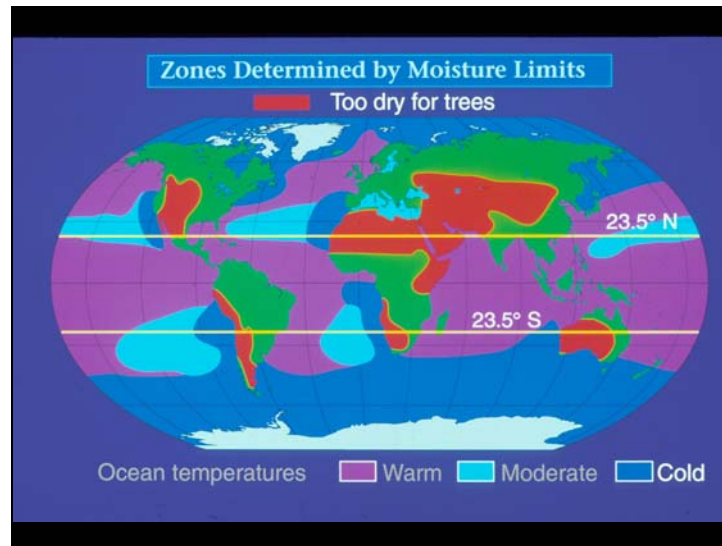 Zones Determined by Moisture Limits
Too dry for trees
23.5° N
23.5° S
Ocean temperatures Warm Moderate Cold